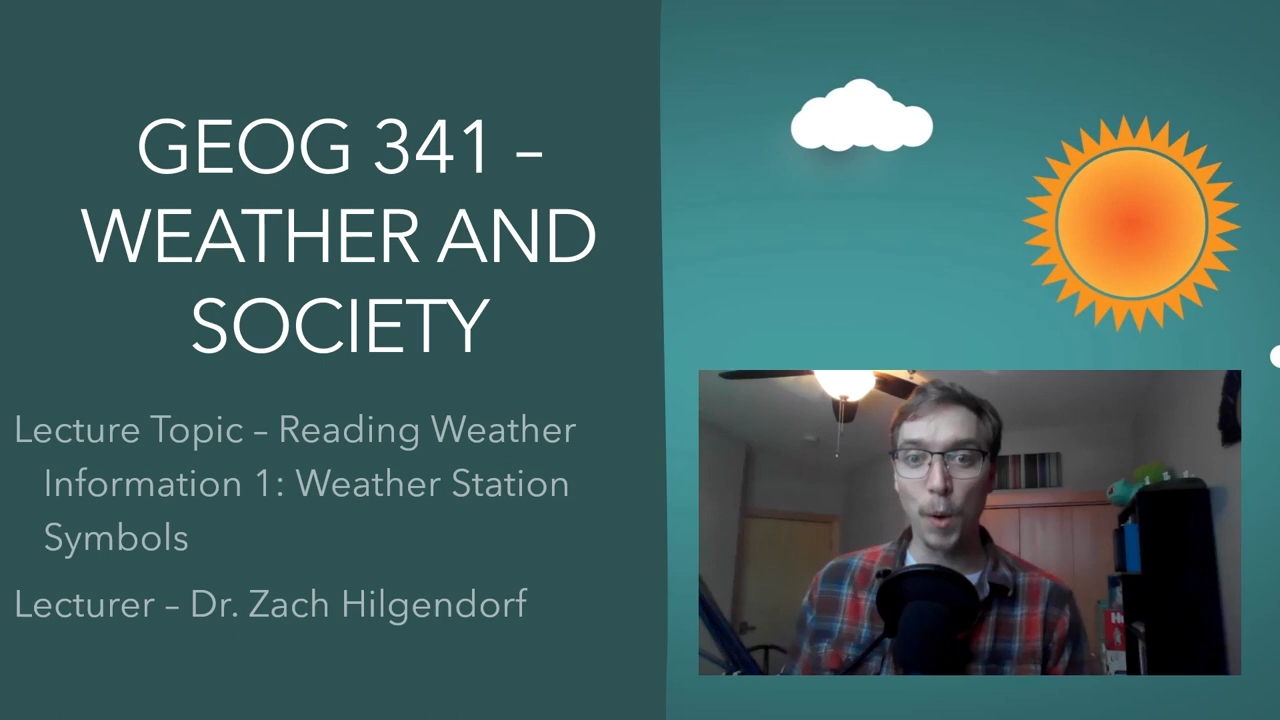 GEOG 341 –
WEATHER AND
SOCIETY
Lecture Topic – Reading Weather
Information 1: Weather Station
Symbols
Lecturer – Dr. Zach Hilgendorf